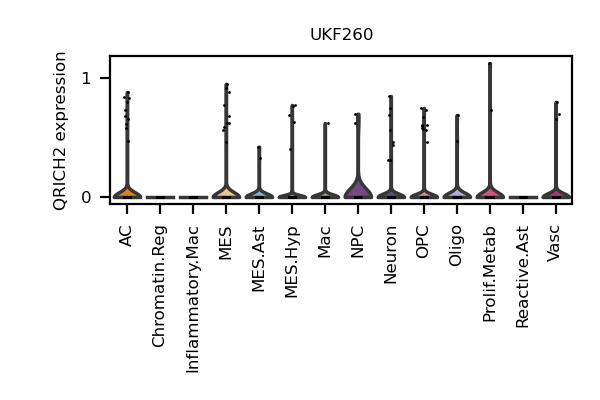 UKF260
QRICH2 expression
1
0
AC
Chromatin.Reg
Inflammatory.Mac
MES
MES.Ast
MES.Hyp
Mac
NPC
Neuron
OPC
Oligo
Prolif.Metab
Reactive.Ast
Vasc